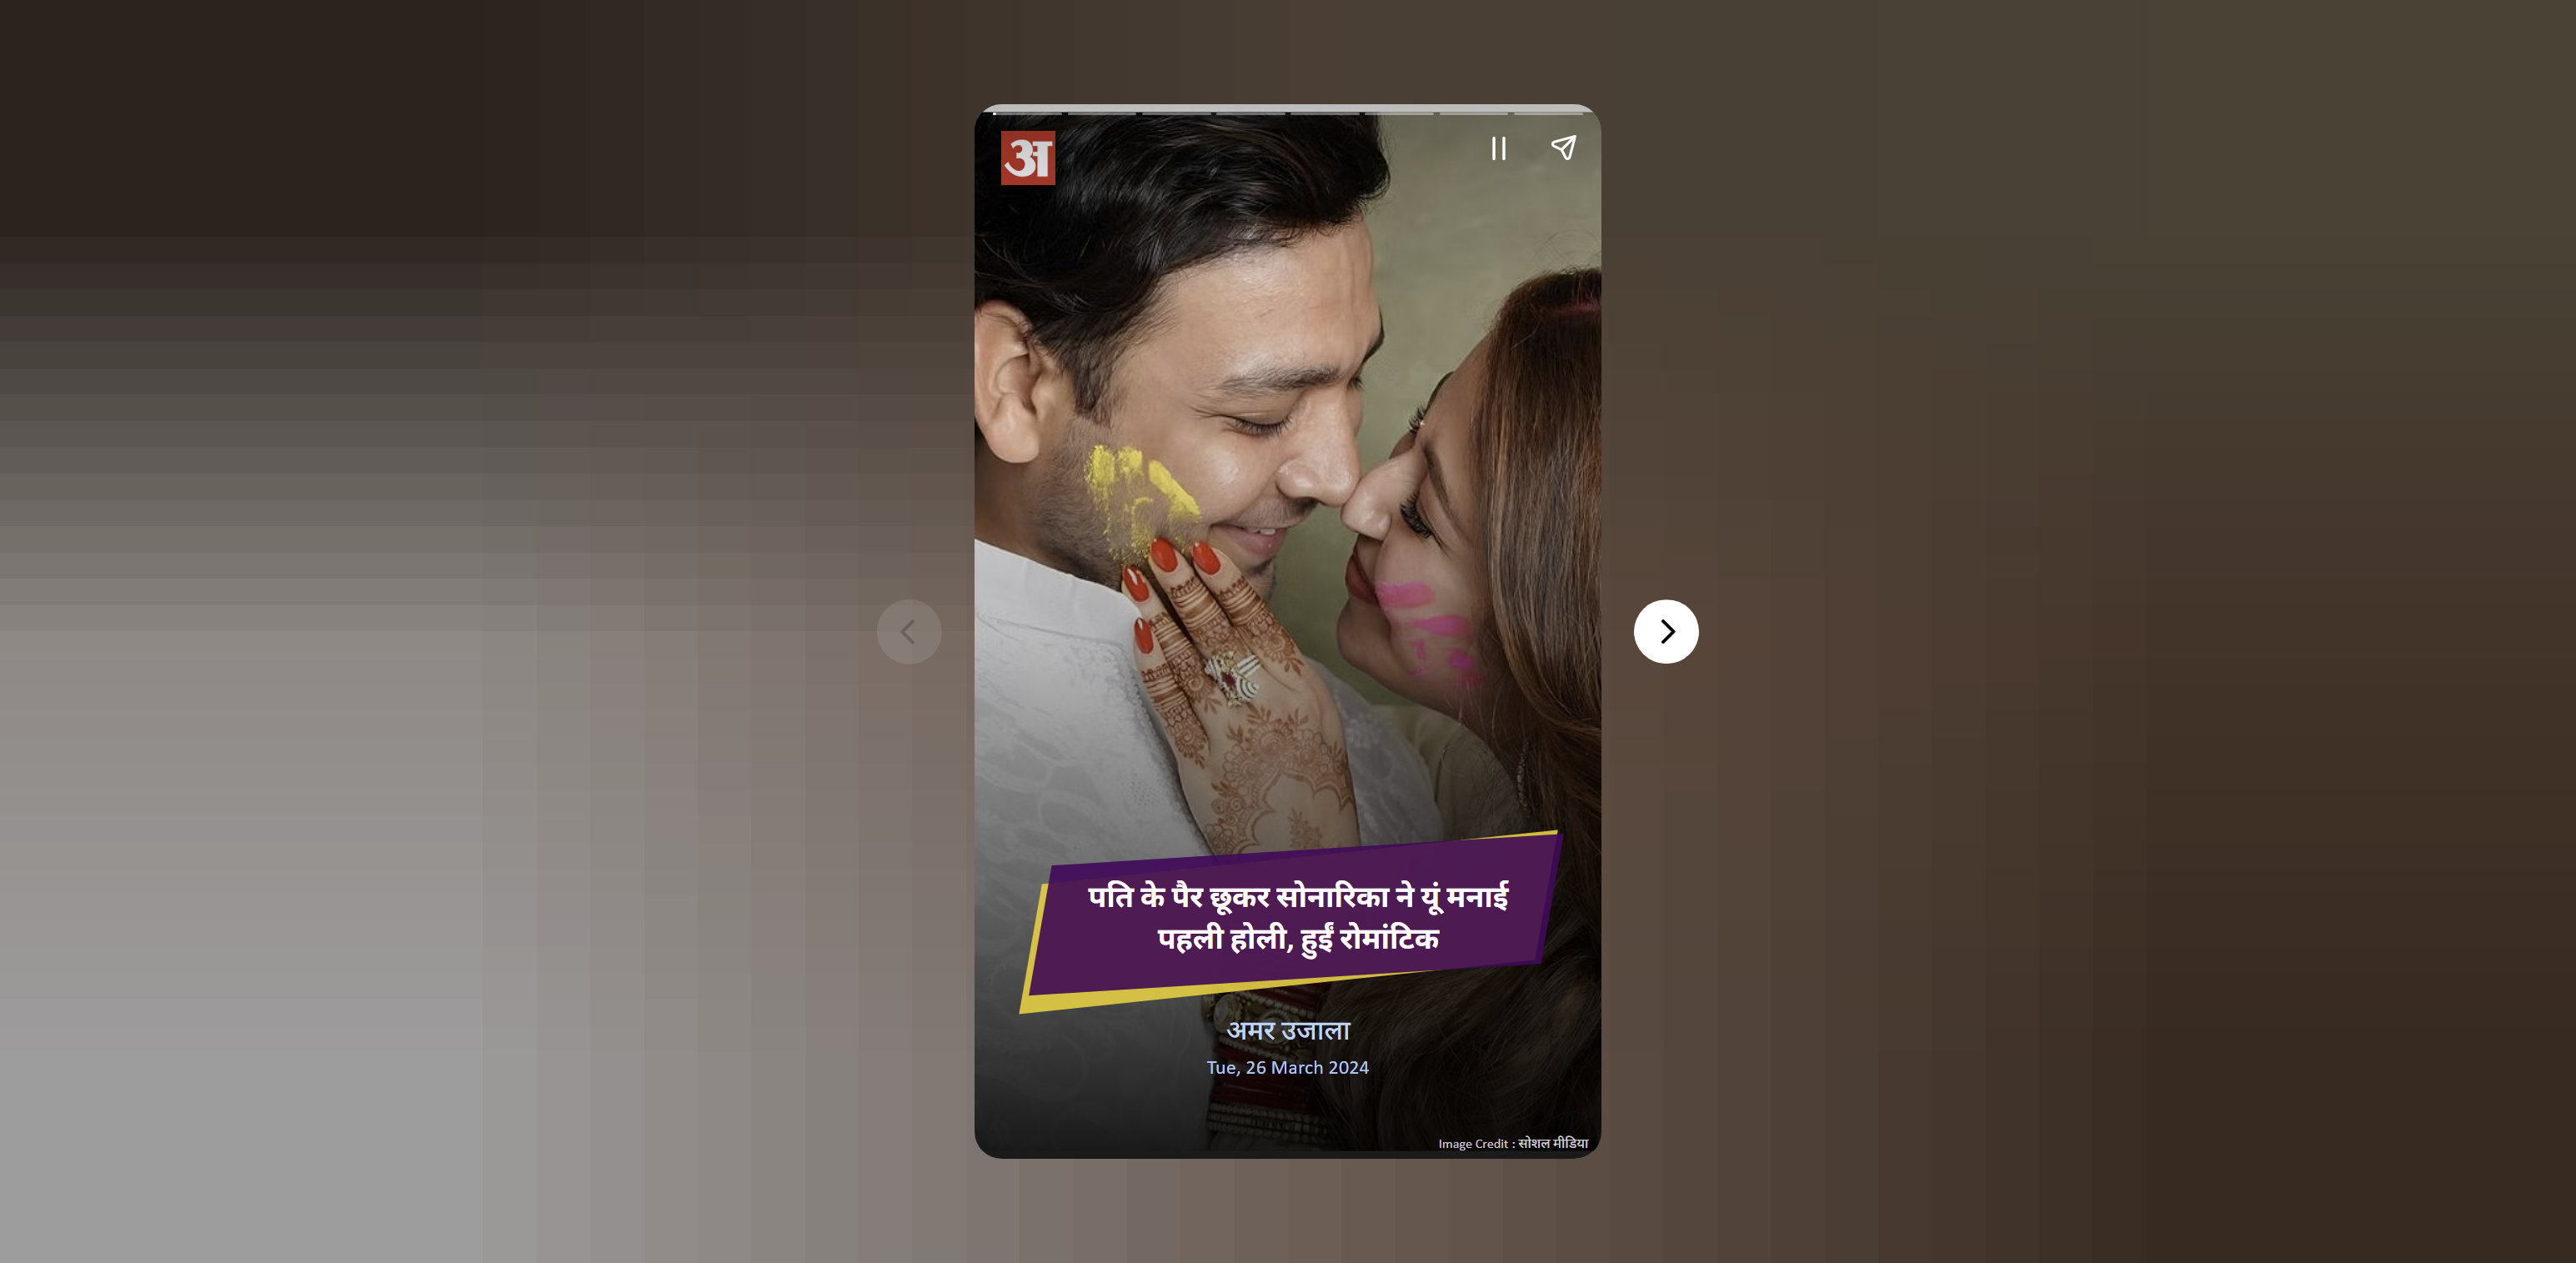 अ
पति के पैर छूकर सोनारिका ने यूं मनाई
पहली होली, हुईं रोमांटिक
अमर उजाला
Tue, 26 March 2024
Image Credit : सोशल मीडिया